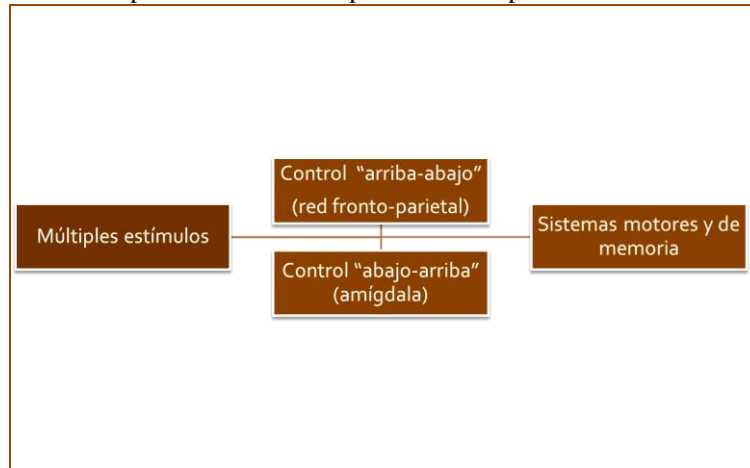 Múltiples estímulos
Control "arriba-abajo"
(red fronto-parietal)
Control "abajo-arriba"
(amígdala)
Sistemas motores y de
memoria